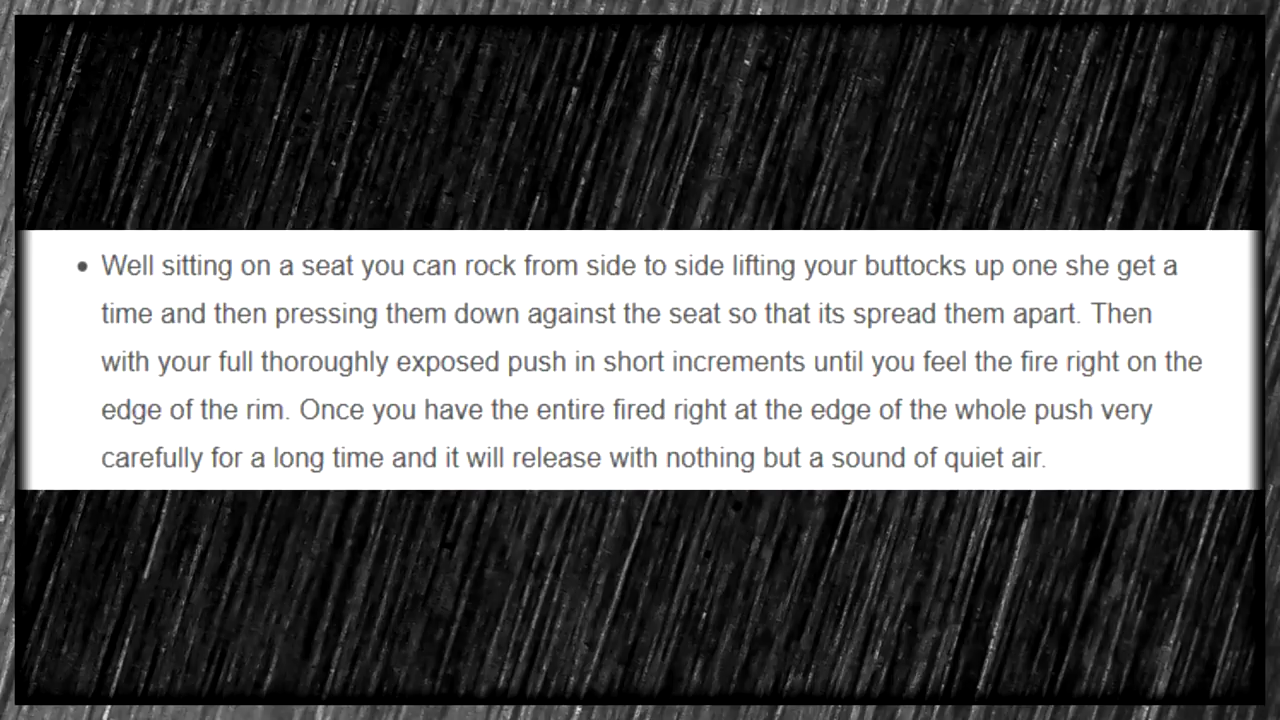 • Well sitting on a seat you can rock from side to side lifting your buttocks up one she get a
time and then pressing them down against the seat so that its spread them apart. Then
with your full thoroughly exposed push in short increments until you feel the fire right on the
edge of the rim. Once you have the entire fired right at the edge of the whole push very
carefully for a long time and it will release with nothing but a sound of quiet air.